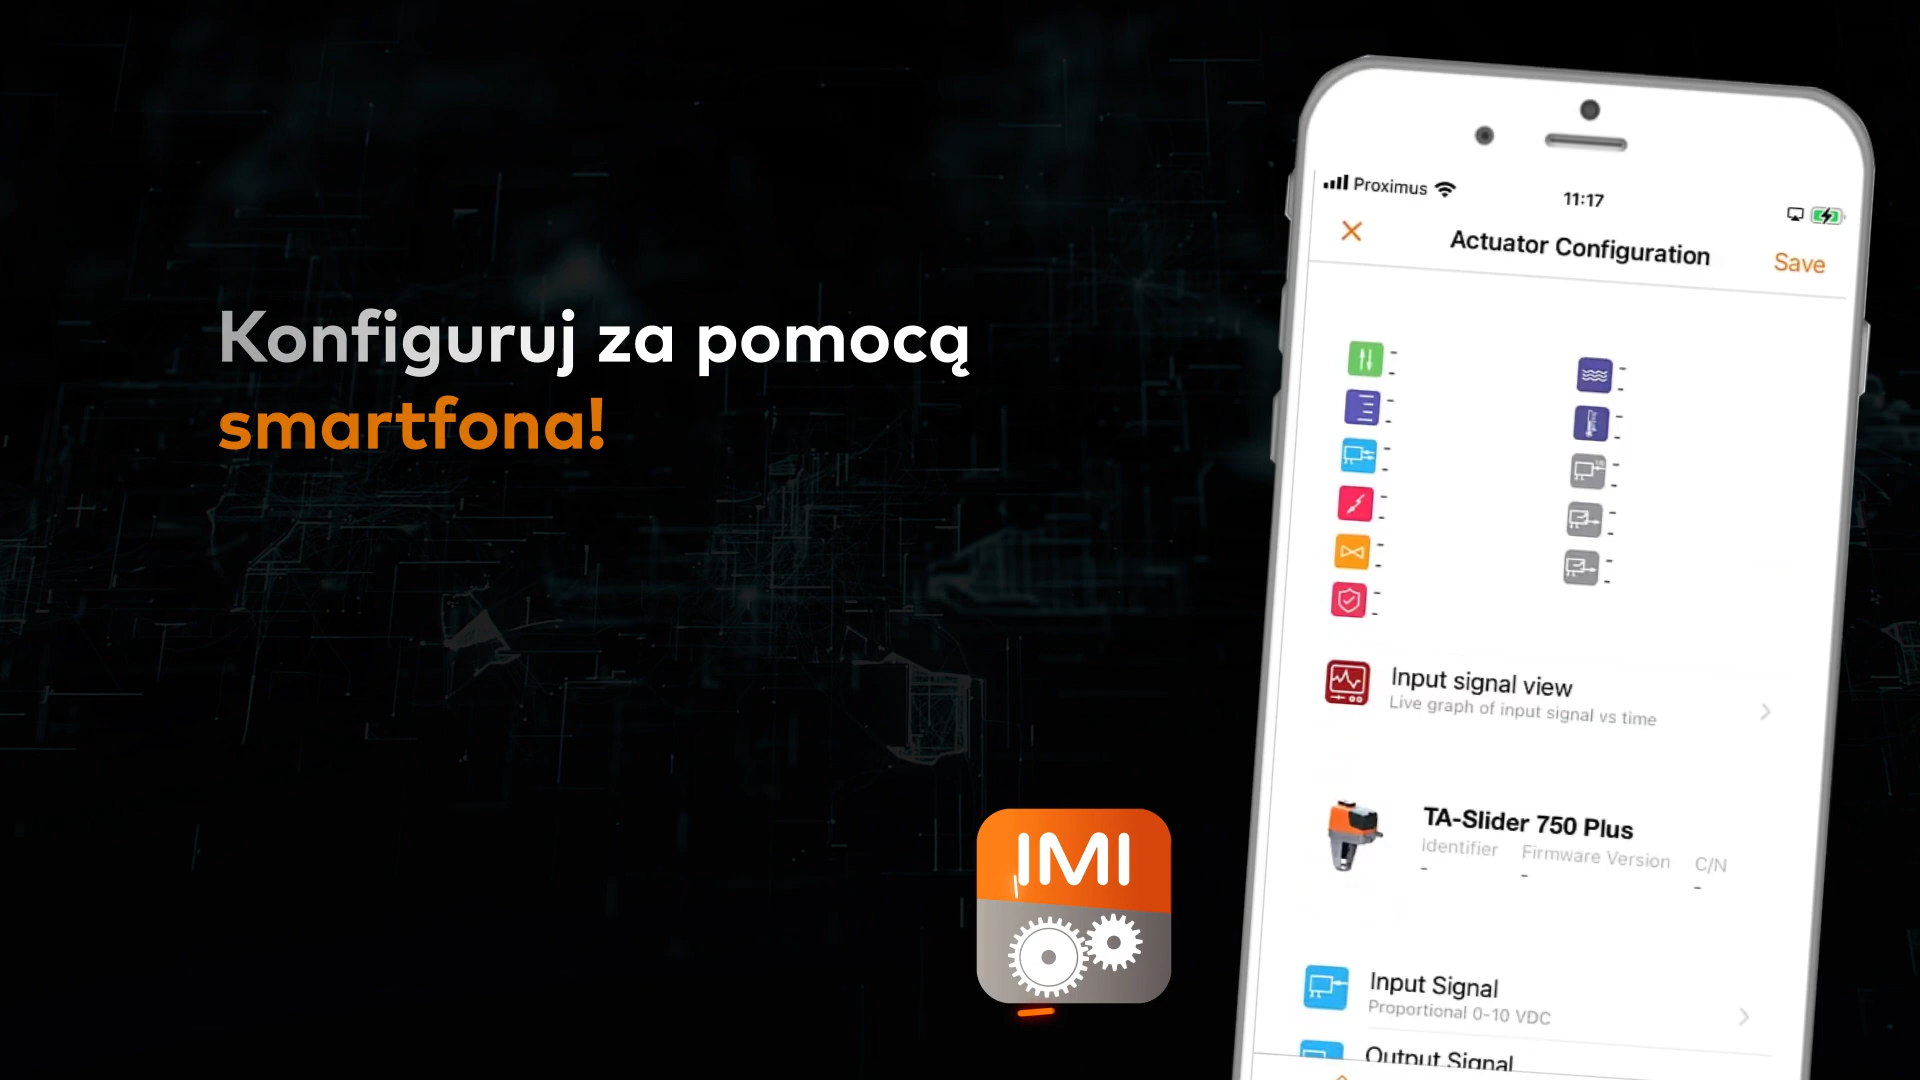 Konfiguruj za pomocą
smartfona!
IMI
Proximus
11:17
Actuator Configuration
Save
Input signal view
Live graph of input signal vs time
TA-Slider 750 Plus
Identifier Firmware Version C/N
- - -
Input Signal
Proportional 0-10 VDC
Output Signal